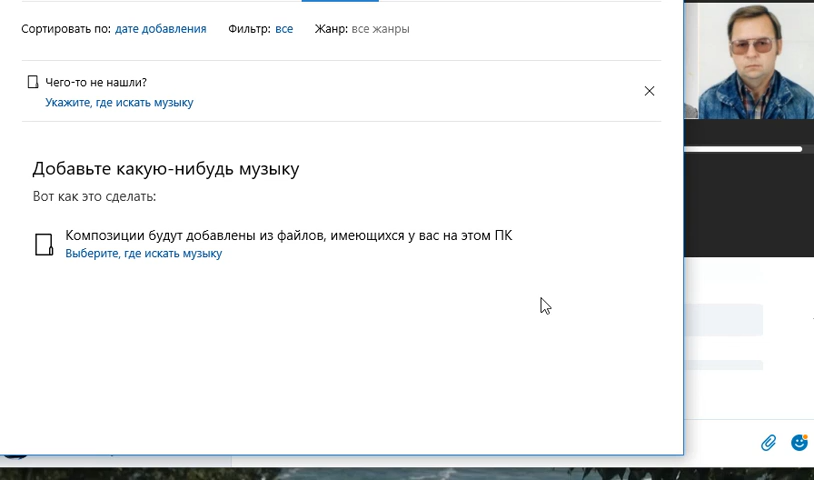 Сортировать по: дате добавления Фильтр: все Жанр: все жанры
Чего-то не нашли?
Укажите, где искать музыку
Добавьте какую-нибудь музыку
Вот как это сделать:
Композиции будут добавлены из файлов, имеющихся у вас на этом ПК
Выберите, где искать музыку